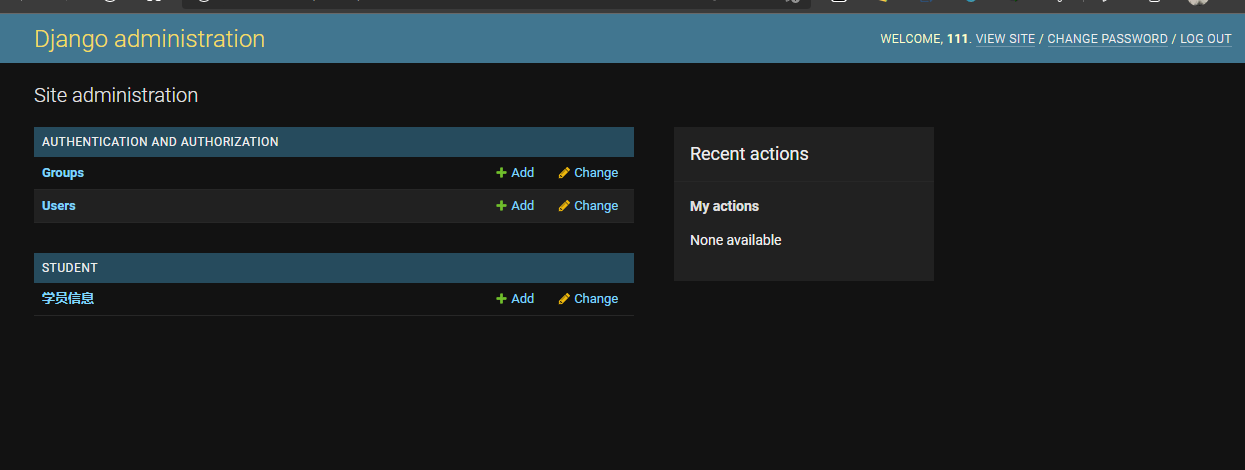 Django administration
WELCOME, 111. VIEW SITE / CHANGE PASSWORD / LOG OUT
Site administration
AUTHENTICATION AND AUTHORIZATION
Groups Add Change
Users Add Change
STUDENT
学员信息 Add Change
Recent actions
My actions
None available